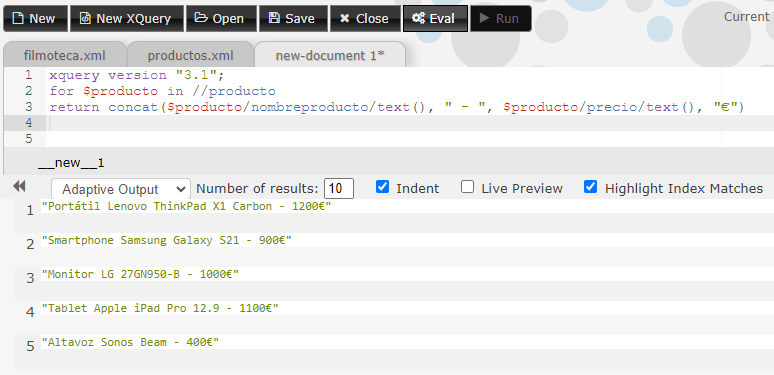 New New XQuery Open Save Close Eval Run Current
filmoteca.xml productos.xml new-document 1*
1 xquery version "3.1";
2 for $producto in //producto
3 return concat($producto/nombreproducto/text(), " - ", $producto/precio/text(), "€")
4
5
__new__1
Adaptive Output Number of results: 10 Indent Live Preview Highlight Index Matches
1 "Portátil Lenovo ThinkPad X1 Carbon - 1200€"
2 "Smartphone Samsung Galaxy S21 - 900€"
3 "Monitor LG 27GN950-B - 1000€"
4 "Tablet Apple iPad Pro 12.9 - 1100€"
5 "Altavoz Sonos Beam - 400€"